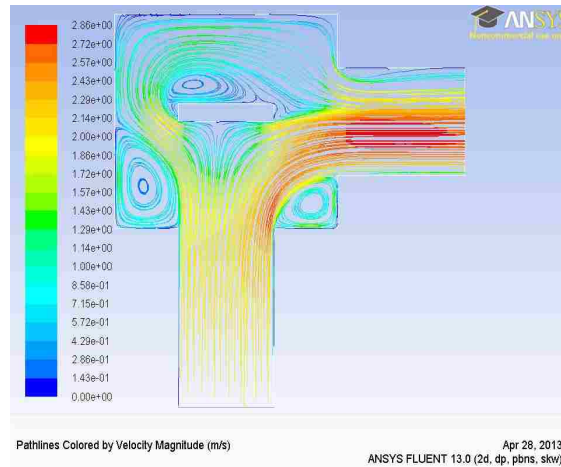 2.86e+00
2.72e+00
2.57e+00
2.43e+00
2.29e+00
2.14e+00
2.00e+00
1.86e+00
1.72e+00
1.57e+00
1.43e+00
1.29e+00
1.14e+00
1.00e+00
8.58e-01
7.15e-01
5.72e-01
4.29e-01
2.86e-01
1.43e-01
0.00e+00
ANSYS
Noncommercial use on
Pathlines Colored by Velocity Magnitude (m/s)
Apr 28, 2013
ANSYS FLUENT 13.0 (2d, dp, pbns, skw)